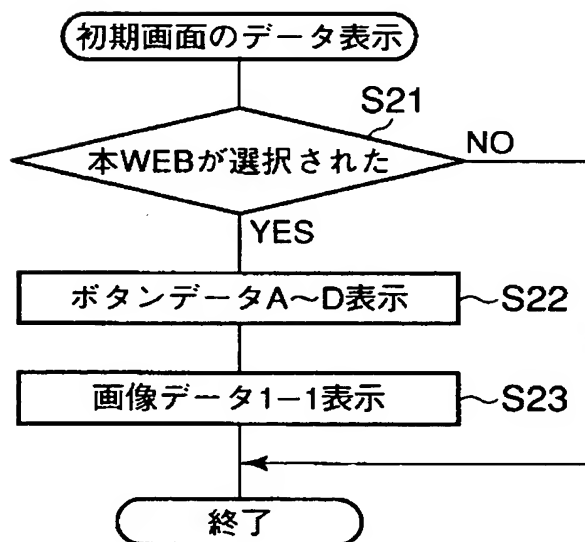 初期画面のデータ表示
S21
本WEBが選択された
NO
YES
ボタンデータA～D表示
S22
画像データ1−1表示
S23
終了